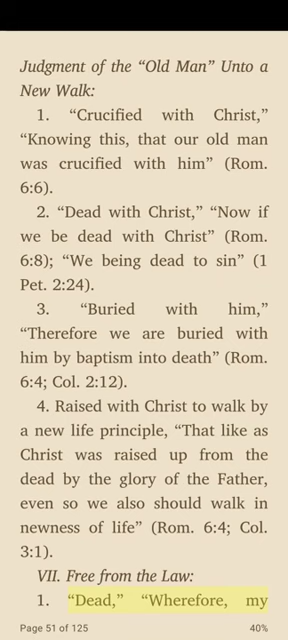 Judgment of the “Old Man” Unto a
New Walk:
1. “Crucified with Christ,”
“Knowing this, that our old man
was crucified with him” (Rom.
6:6).
2. “Dead with Christ,” “Now if
we be dead with Christ” (Rom.
6:8); “We being dead to sin” (1
Pet. 2:24).
3. “Buried with him,”
“Therefore we are buried with
him by baptism into death” (Rom.
6:4; Col. 2:12).
4. Raised with Christ to walk by
a new life principle, “That like as
Christ was raised up from the
dead by the glory of the Father,
even so we also should walk in
newness of life” (Rom. 6:4; Col.
3:1).
VII. Free from the Law:
1. “Dead,” “Wherefore, my
Page 51 of 125 40%